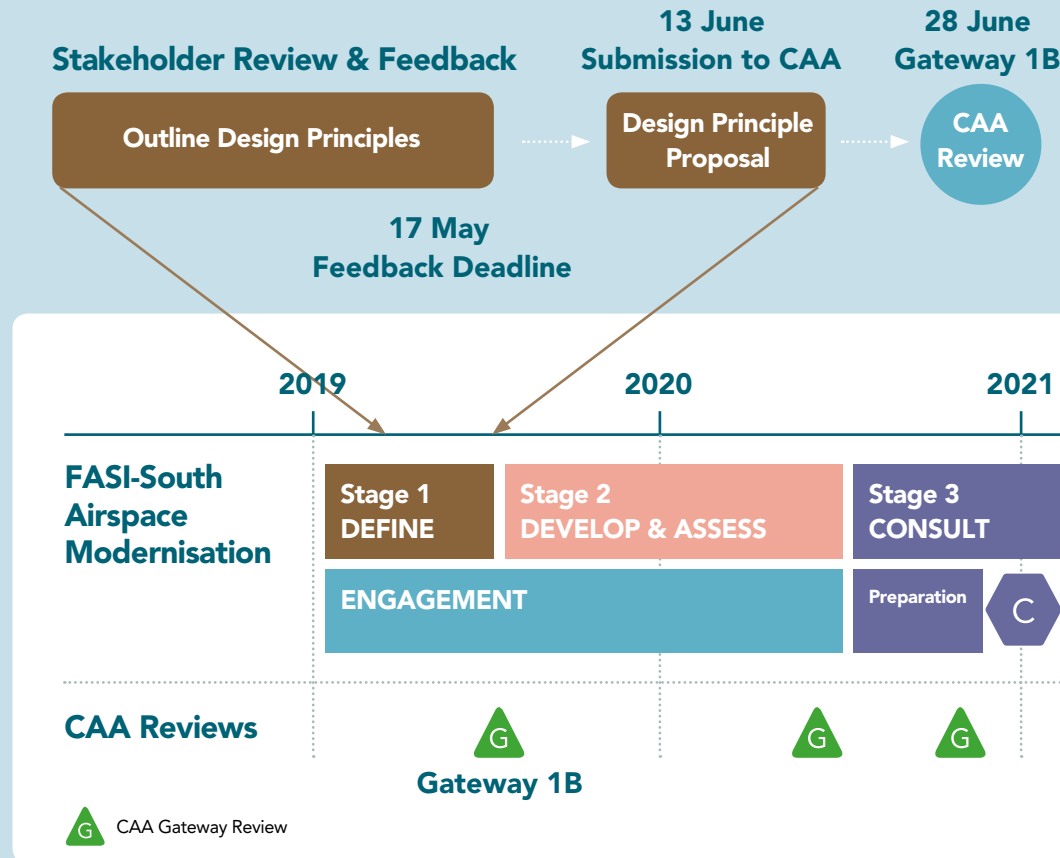 Stakeholder Review & Feedback
13 June
Submission to CAA
28 June
Gateway 1B
Outline Design Principles
Design Principle
Proposal
CAA
Review
17 May
Feedback Deadline
2019
2020
2021
FASI-South
Airspace
Modernisation
Stage 1
DEFINE
Stage 2
DEVELOP & ASSESS
Stage 3
CONSULT
ENGAGEMENT
Preparation
C
CAA Reviews
G
G
G
Gateway 1B
G CAA Gateway Review